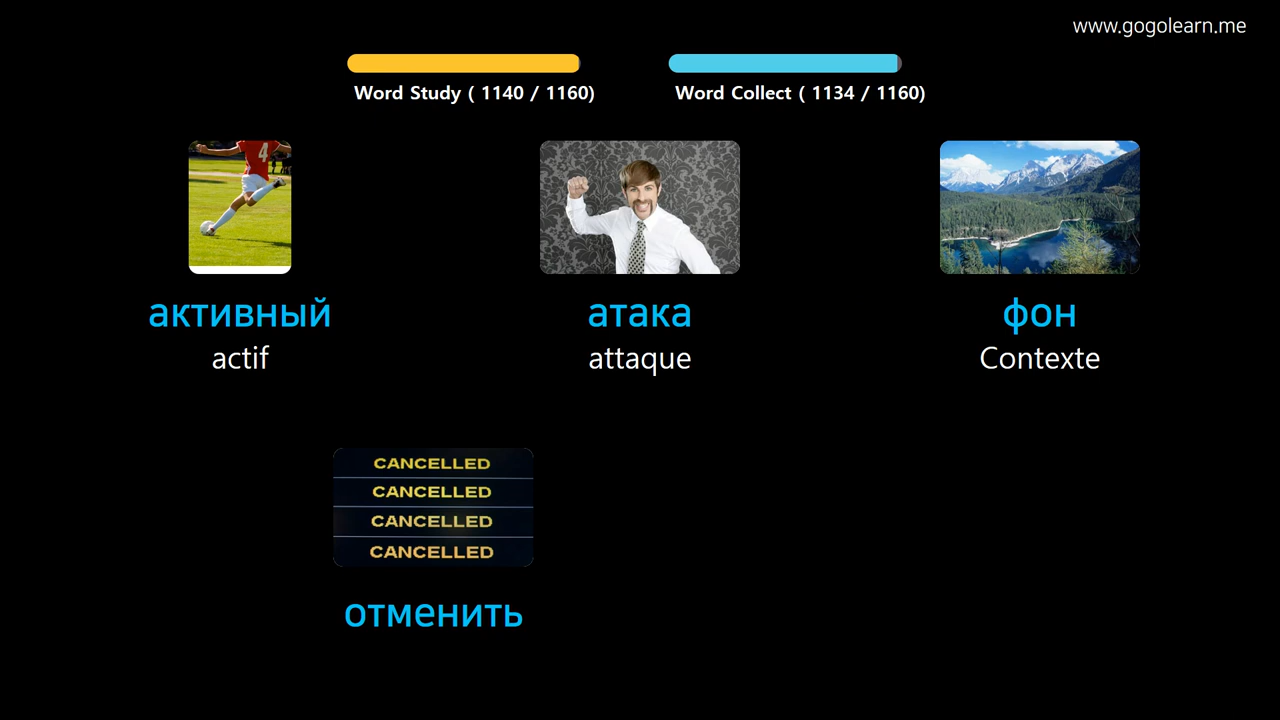 www.gogolearn.me
Word Study ( 1140 / 1160)
Word Collect ( 1134 / 1160)
4
активный
actif
атака
attaque
фон
Contexte
CANCELLED
CANCELLED
CANCELLED
CANCELLED
отменить